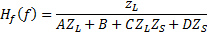 H_f(f) = z_L / (AZ_L + B + CZ_LZ_S + DZ_S)